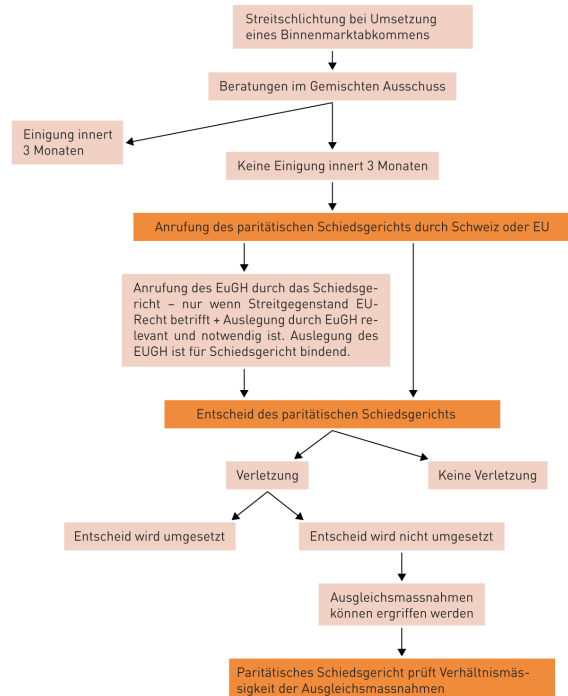 Streitschlichtung bei Umsetzung
eines Binnenmarktabkommens
Beratungen im Gemischten Ausschuss
Einigung innert
3 Monaten
Keine Einigung innert 3 Monaten
Anrufung des paritätischen Schiedsgerichts durch Schweiz oder EU
Anrufung des EuGH durch das Schiedsge-
richt – nur wenn Streitgegenstand EU-
Recht betrifft + Auslegung durch EuGH re-
levant und notwendig ist. Auslegung des
EUGH ist für Schiedsgericht bindend.
Entscheid des paritätischen Schiedsgerichts
Verletzung
Keine Verletzung
Entscheid wird umgesetzt
Entscheid wird nicht umgesetzt
Ausgleichsmassnahmen
können ergriffen werden
Paritätisches Schiedsgericht prüft Verhältnismäs-
sigkeit der Ausgleichsmassnahmen